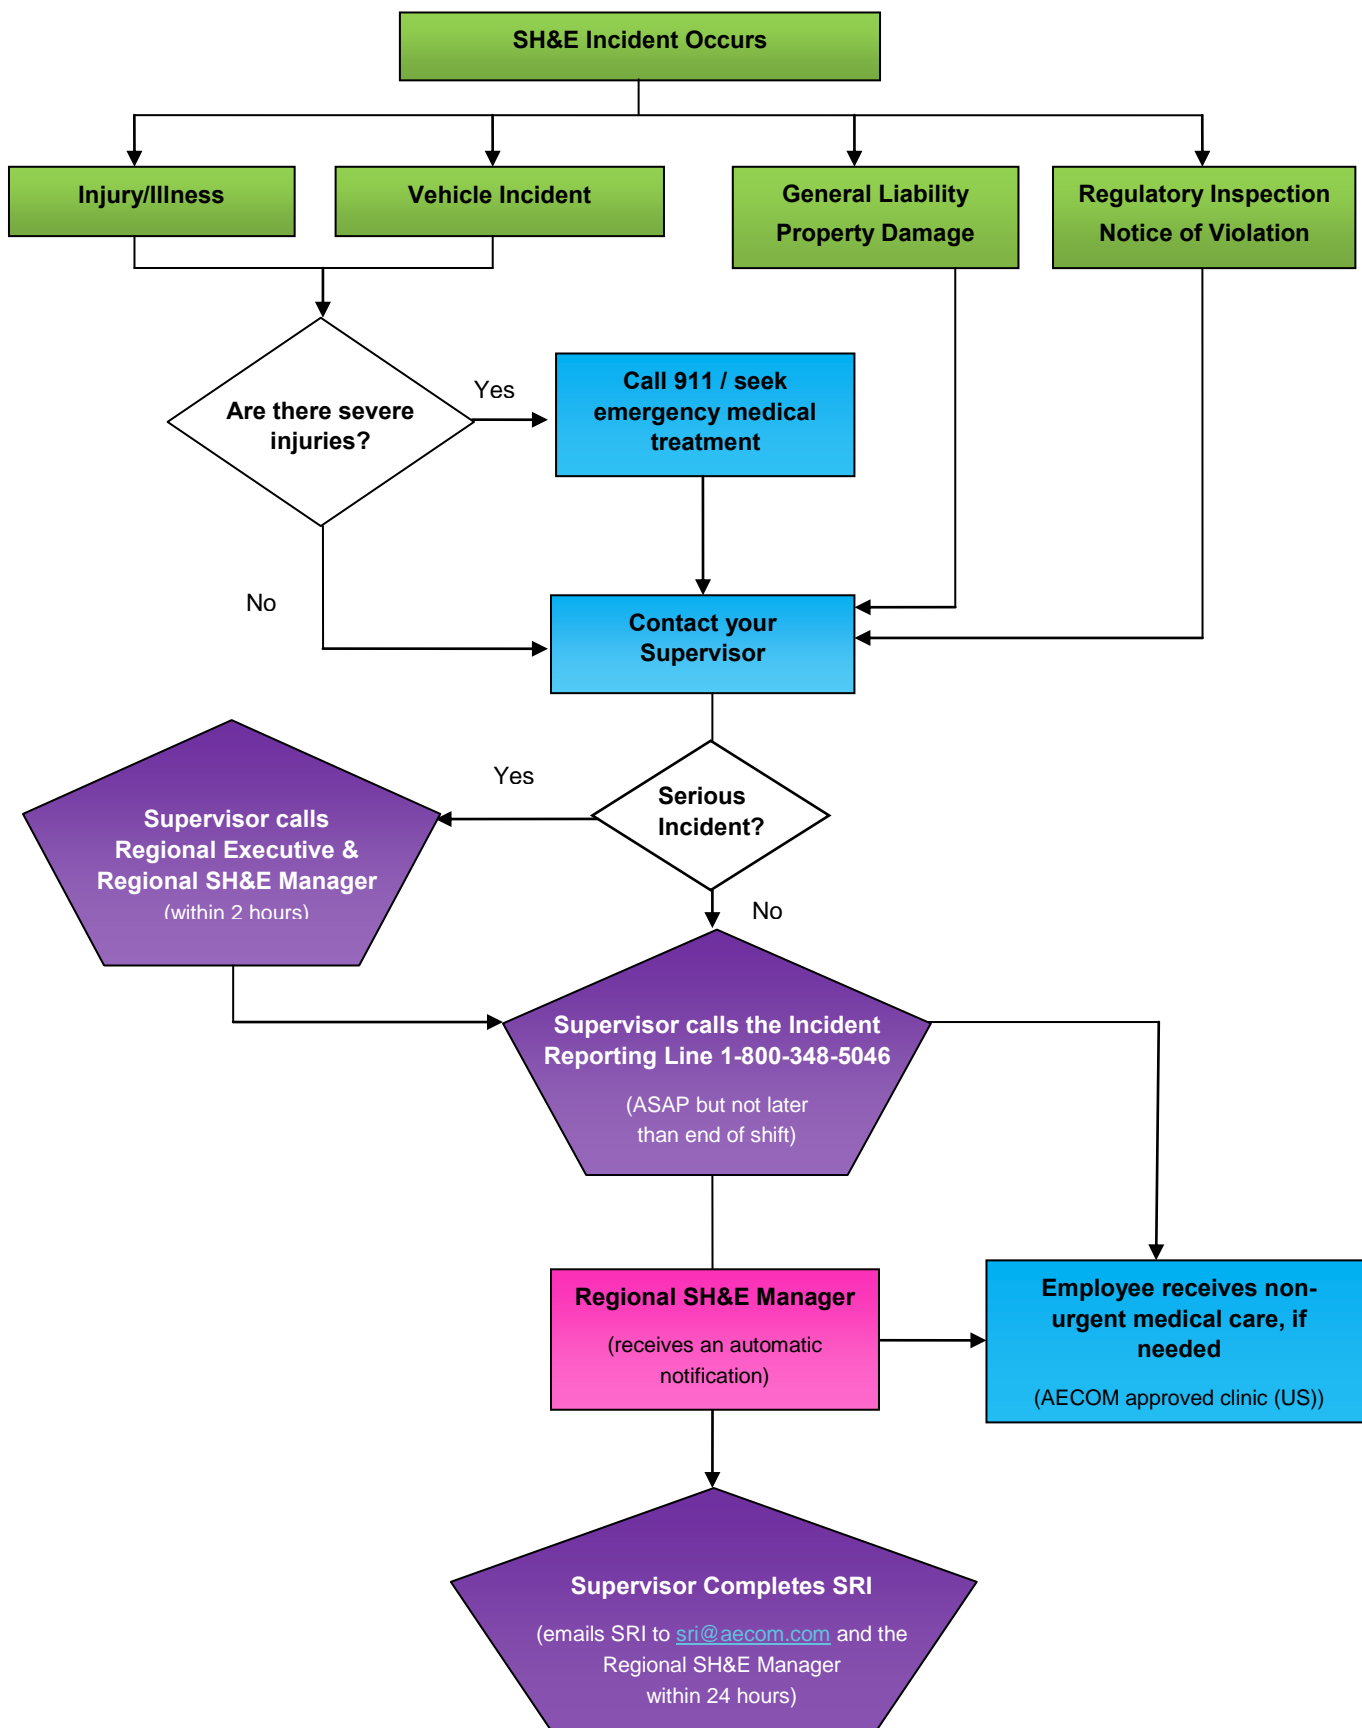 SH&E Incident Occurs
Injury/Illness
Vehicle Incident
General Liability
Property Damage
Regulatory Inspection
Notice of Violation
Are there severe
injuries?
Yes
Call 911 / seek
emergency medical
treatment
No
Contact your
Supervisor
Yes
Serious
Incident?
Supervisor calls
Regional Executive &
Regional SH&E Manager
(within 2 hours)
No
Supervisor calls the Incident
Reporting Line 1-800-348-5046
(ASAP but not later
than end of shift)
Regional SH&E Manager
(receives an automatic
notification)
Employee receives non-
urgent medical care, if
needed
(AECOM approved clinic (US))
Supervisor Completes SRI
(emails SRI to sri@aecom.com and the
Regional SH&E Manager
within 24 hours)